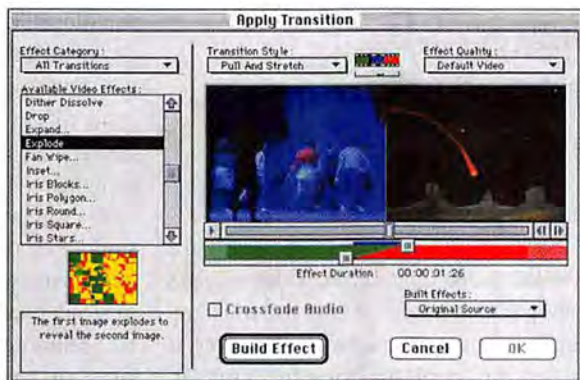 Apply Transition
Effect Category:
All Transitions
Available Video Effects:
Dither Dissolve
Drop
Expand...
Explode
Fan Wipe...
Inset...
Iris Blocks...
Iris Polygon...
Iris Round...
Iris Square...
Iris Stars...
The first image explodes to
reveal the second image.
Transition Style:
Pull And Stretch
Effect Quality:
Default Video
Effect Duration: 00:00:01:26
Crossfade Audio
Built Effects:
Original Source
Build Effect
Cancel
OK